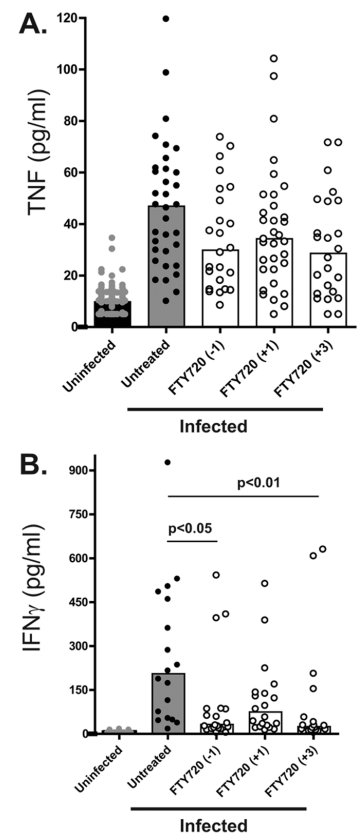 A.
TNF (pg/ml)
120
100
80
60
40
20
0
Uninfected
Untreated
FTY720 (-1)
FTY720 (+1)
FTY720 (+3)
Infected
B.
IFNγ (pg/ml)
900
750
600
450
300
150
0
p<0.01
p<0.05
Uninfected
Untreated
FTY720 (-1)
FTY720 (+1)
FTY720 (+3)
Infected